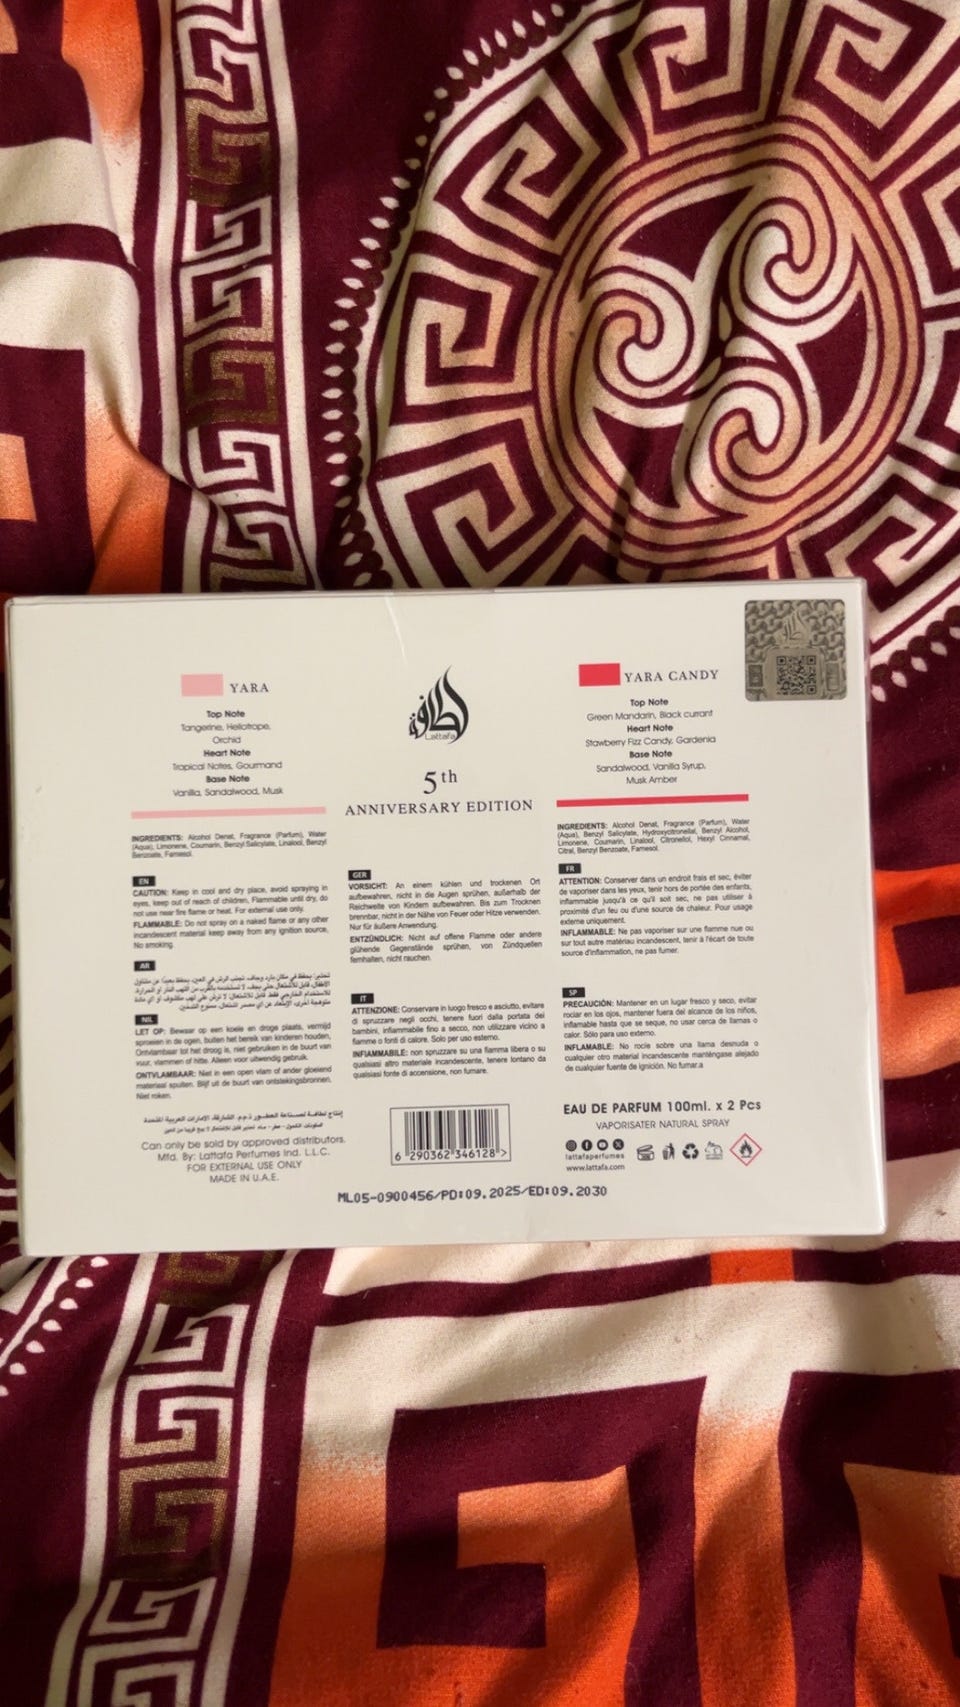 YARA
Top Note
Tangerine, Heliotrope,
Orchid
Heart Note
Tropical Notes, Gourmand
Base Note
Vanilla, Sandalwood, Musk
INGREDIENTS: Alcohol Denat, Fragrance (Parfum), Water
(Aqua), Limonene, Coumarin, Benzyl Salicylate, Linalool, Benzyl
Benzoate, Farnesol.
لطافة
Lattafa
5th
ANNIVERSARY EDITION
YARA CANDY
Top Note
Green Mandarin, Black currant
Heart Note
Stawberry Fizz Candy, Gardenia
Base Note
Sandalwood, Vanilla Syrup,
Musk Amber
INGREDIENTS: Alcohol Denat, Fragrance (Parfum), Water
(Aqua), Benzyl Salicylate, Hydroxycitronellal, Benzyl Alcohol,
Limonene, Coumarin, Linalool, Citronellol, Hexyl Cinnamal,
Citral, Benzyl Benzoate, Farnesol.
EN
CAUTION: Keep in cool and dry place, avoid spraying in
eyes, keep out of reach of children. Flammable until dry, do
not use near fire flame or heat. For external use only.
FLAMMABLE: Do not spray on a naked flame or any other
incandescent material keep away from any ignition source,
No smoking.
AR
NIL
LET OP: Bewaar op een koele en droge plaats, vermijd
sproeien in de ogen, buiten het bereik van kinderen houden,
Ontvlambaar tot het droog is, niet gebruiken in de buurt van
vuur, vlammen of hitte. Alleen voor uitwendig gebruik.
ONTVLAMBAAR: Niet in een open vlam of ander gloeiend
materiaal spuiten. Blijf uit de buurt van ontstekingsbronnen,
Niet roken.
GER
VORSICHT: An einem kühlen und trockenen Ort
aufbewahren, nicht in die Augen sprühen, außerhalb der
Reichweite von Kindern aufbewahren. Bis zum Trocknen
brennbar, nicht in der Nähe von Feuer oder Hitze verwenden.
Nur für äußere Anwendung.
ENTZÜNDLICH: Nicht auf offene Flamme oder andere
glühende Gegenstände sprühen, von Zündquellen
fernhalten, nicht rauchen.
IT
ATTENZIONE: Conservare in luogo fresco e asciutto, evitare
di spruzzare negli occhi, tenere fuori dalla portata dei
bambini, infiammabile fino a secco, non utilizzare vicino a
fiamme o fonti di calore. Solo per uso esterno.
INFIAMMABILE: non spruzzare su una fiamma libera o su
qualsiasi altro materiale incandescente, tenere lontano da
qualsiasi fonte di accensione, non fumare.
FR
ATTENTION: Conserver dans un endroit frais et sec, éviter
de vaporiser dans les yeux, tenir hors de portée des enfants,
inflammable jusqu'à ce qu'il soit sec, ne pas utiliser à
proximité d'un feu ou d'une source de chaleur. Pour usage
externe uniquement.
INFLAMMABLE: Ne pas vaporiser sur une flamme nue ou
sur tout autre matériau incandescent, tenir à l'écart de toute
source d'inflammation, ne pas fumer.
SP
PRECAUCIÓN: Mantener en un lugar fresco y seco, evitar
rociar en los ojos, mantener fuera del alcance de los niños,
inflamable hasta que se seque, no usar cerca de llamas o
calor. Sólo para uso externo.
INFLAMABLE: No rocíe sobre una llama desnuda o
cualquier otro material incandescente manténgase alejado
de cualquier fuente de ignición. No fumar.a
إنتاج لطافة لصناعة العطور ذ.م.م. الشارقة، الامارات العربية المتحدة
Can only be sold by approved distributors.
Mfd. By: Lattafa Perfumes Ind. L.L.C.
FOR EXTERNAL USE ONLY
MADE IN U.A.E.
6 290362 346128 >
EAU DE PARFUM 100ml. x 2 Pcs
VAPORISATER NATURAL SPRAY
lattafaperfumes
www.lattafa.com
ML05-0900456/PD:09.2025/ED:09.2030